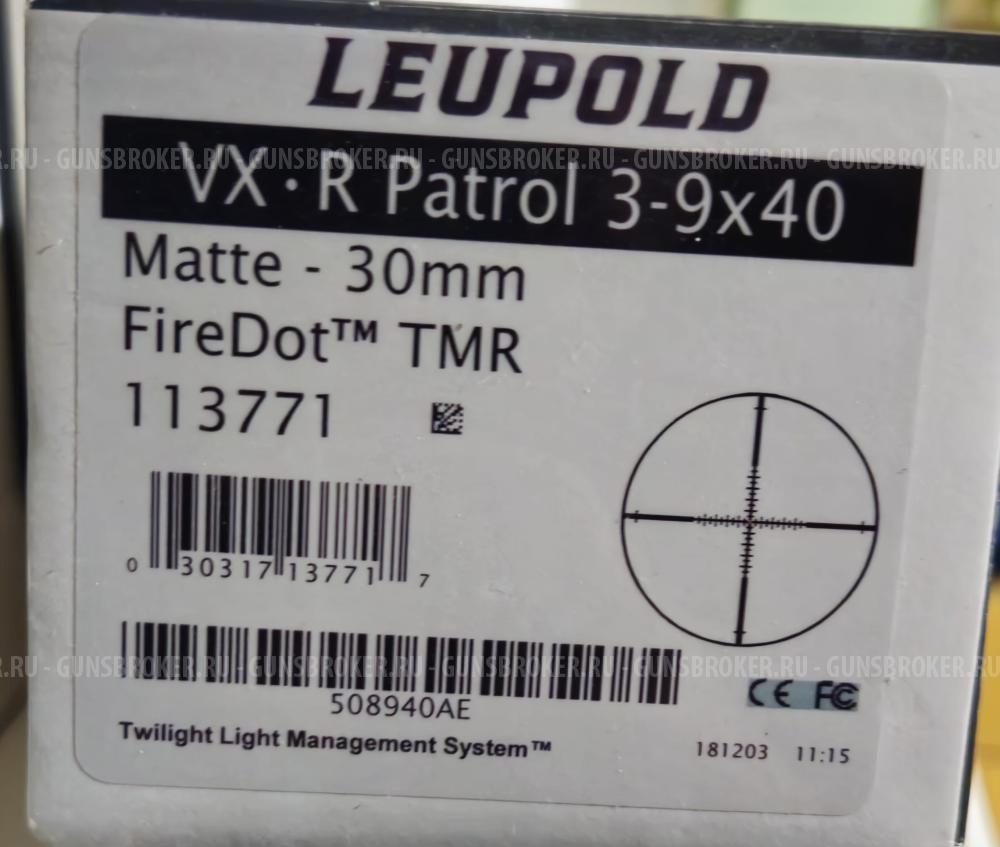 LEUPOLD
.RU - GUNSBROKER.RU - GUNSBROKER.RU - GUNSBROKER.RU - GUNSBROKER.RU - GUNSBROKER.RU
VX·R Patrol 3-9x40
Matte - 30mm
FireDot™ TMR
113771
0 30317 13771 7
.RU - GUNSBROKER.RU - GUNSBROKER.RU - GUNSBROKER.RU - GUNSBROKER.RU - GUNSBROKER.RU
508940AE
CE FC
Twilight Light Management System™
181203 11:15